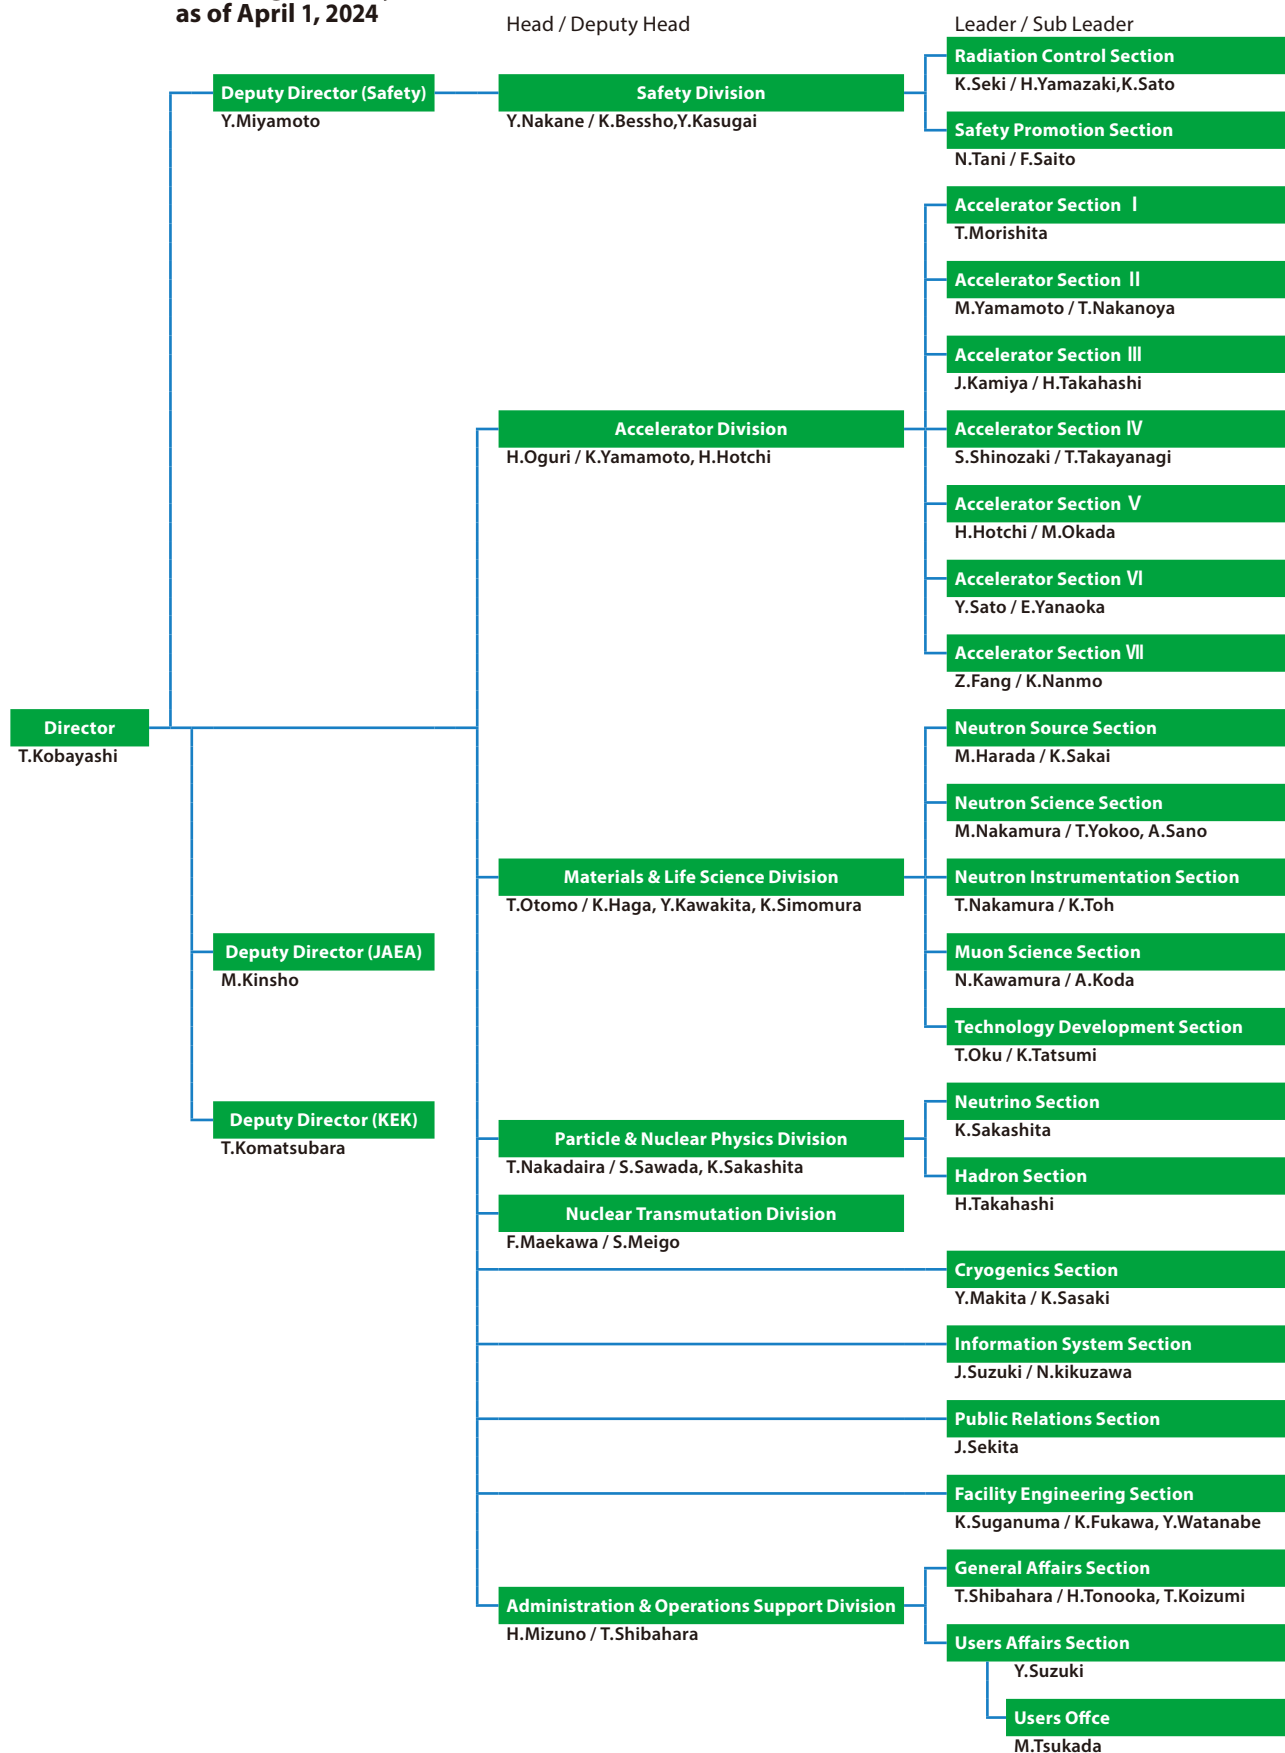 as of April 1, 2024
Head / Deputy Head
Leader / Sub Leader
Radiation Control Section
K.Seki / H.Yamazaki,K.Sato
Deputy Director (Safety)
Y.Miyamoto
Safety Division
Y.Nakane / K.Bessho,Y.Kasugai
Safety Promotion Section
N.Tani / F.Saito
Accelerator Section Ⅰ
T.Morishita
Accelerator Section Ⅱ
M.Yamamoto / T.Nakanoya
Accelerator Section Ⅲ
J.Kamiya / H.Takahashi
Accelerator Division
H.Oguri / K.Yamamoto, H.Hotchi
Accelerator Section Ⅳ
S.Shinozaki / T.Takayanagi
Accelerator Section Ⅴ
H.Hotchi / M.Okada
Accelerator Section Ⅵ
Y.Sato / E.Yanaoka
Accelerator Section Ⅶ
Z.Fang / K.Nanmo
Director
T.Kobayashi
Neutron Source Section
M.Harada / K.Sakai
Neutron Science Section
M.Nakamura / T.Yokoo, A.Sano
Materials & Life Science Division
T.Otomo / K.Haga, Y.Kawakita, K.Simomura
Neutron Instrumentation Section
T.Nakamura / K.Toh
Deputy Director (JAEA)
M.Kinsho
Muon Science Section
N.Kawamura / A.Koda
Technology Development Section
T.Oku / K.Tatsumi
Deputy Director (KEK)
T.Komatsubara
Neutrino Section
K.Sakashita
Particle & Nuclear Physics Division
T.Nakadaira / S.Sawada, K.Sakashita
Hadron Section
H.Takahashi
Nuclear Transmutation Division
F.Maekawa / S.Meigo
Cryogenics Section
Y.Makita / K.Sasaki
Information System Section
J.Suzuki / N.kikuzawa
Public Relations Section
J.Sekita
Facility Engineering Section
K.Suganuma / K.Fukawa, Y.Watanabe
General Affairs Section
T.Shibahara / H.Tonooka, T.Koizumi
Administration & Operations Support Division
H.Mizuno / T.Shibahara
Users Affairs Section
Y.Suzuki
Users Offce
M.Tsukada